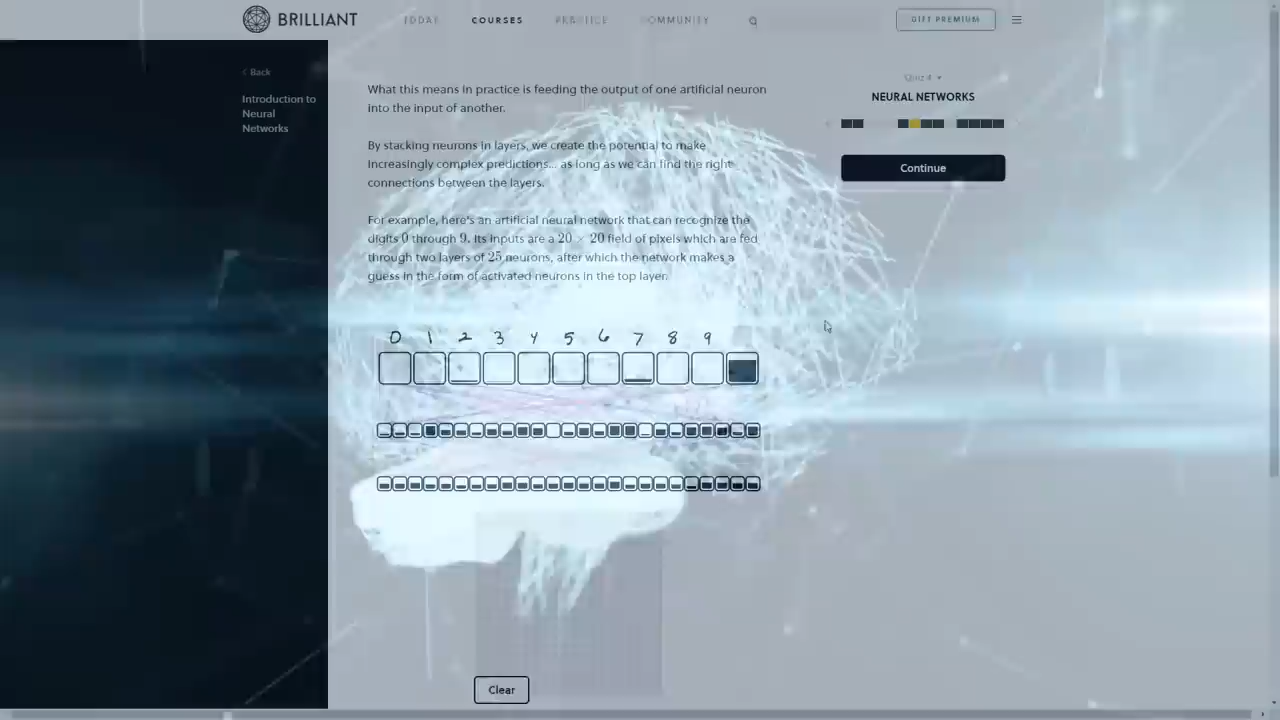 BRILLIANT
TODAY COURSES PRACTICE COMMUNITY
GIFT PREMIUM
Back
Introduction to
Neural
Networks
What this means in practice is feeding the output of one artificial neuron
into the input of another.
By stacking neurons in layers, we create the potential to make
increasingly complex predictions... as long as we can find the right
connections between the layers.
For example, here's an artificial neural network that can recognize the
digits 0 through 9. Its inputs are a 20 × 20 field of pixels which are fed
through two layers of 25 neurons, after which the network makes a
guess in the form of activated neurons in the top layer.
0 1 2 3 4 5 6 7 8 9
Clear
Quiz 4
NEURAL NETWORKS
Continue